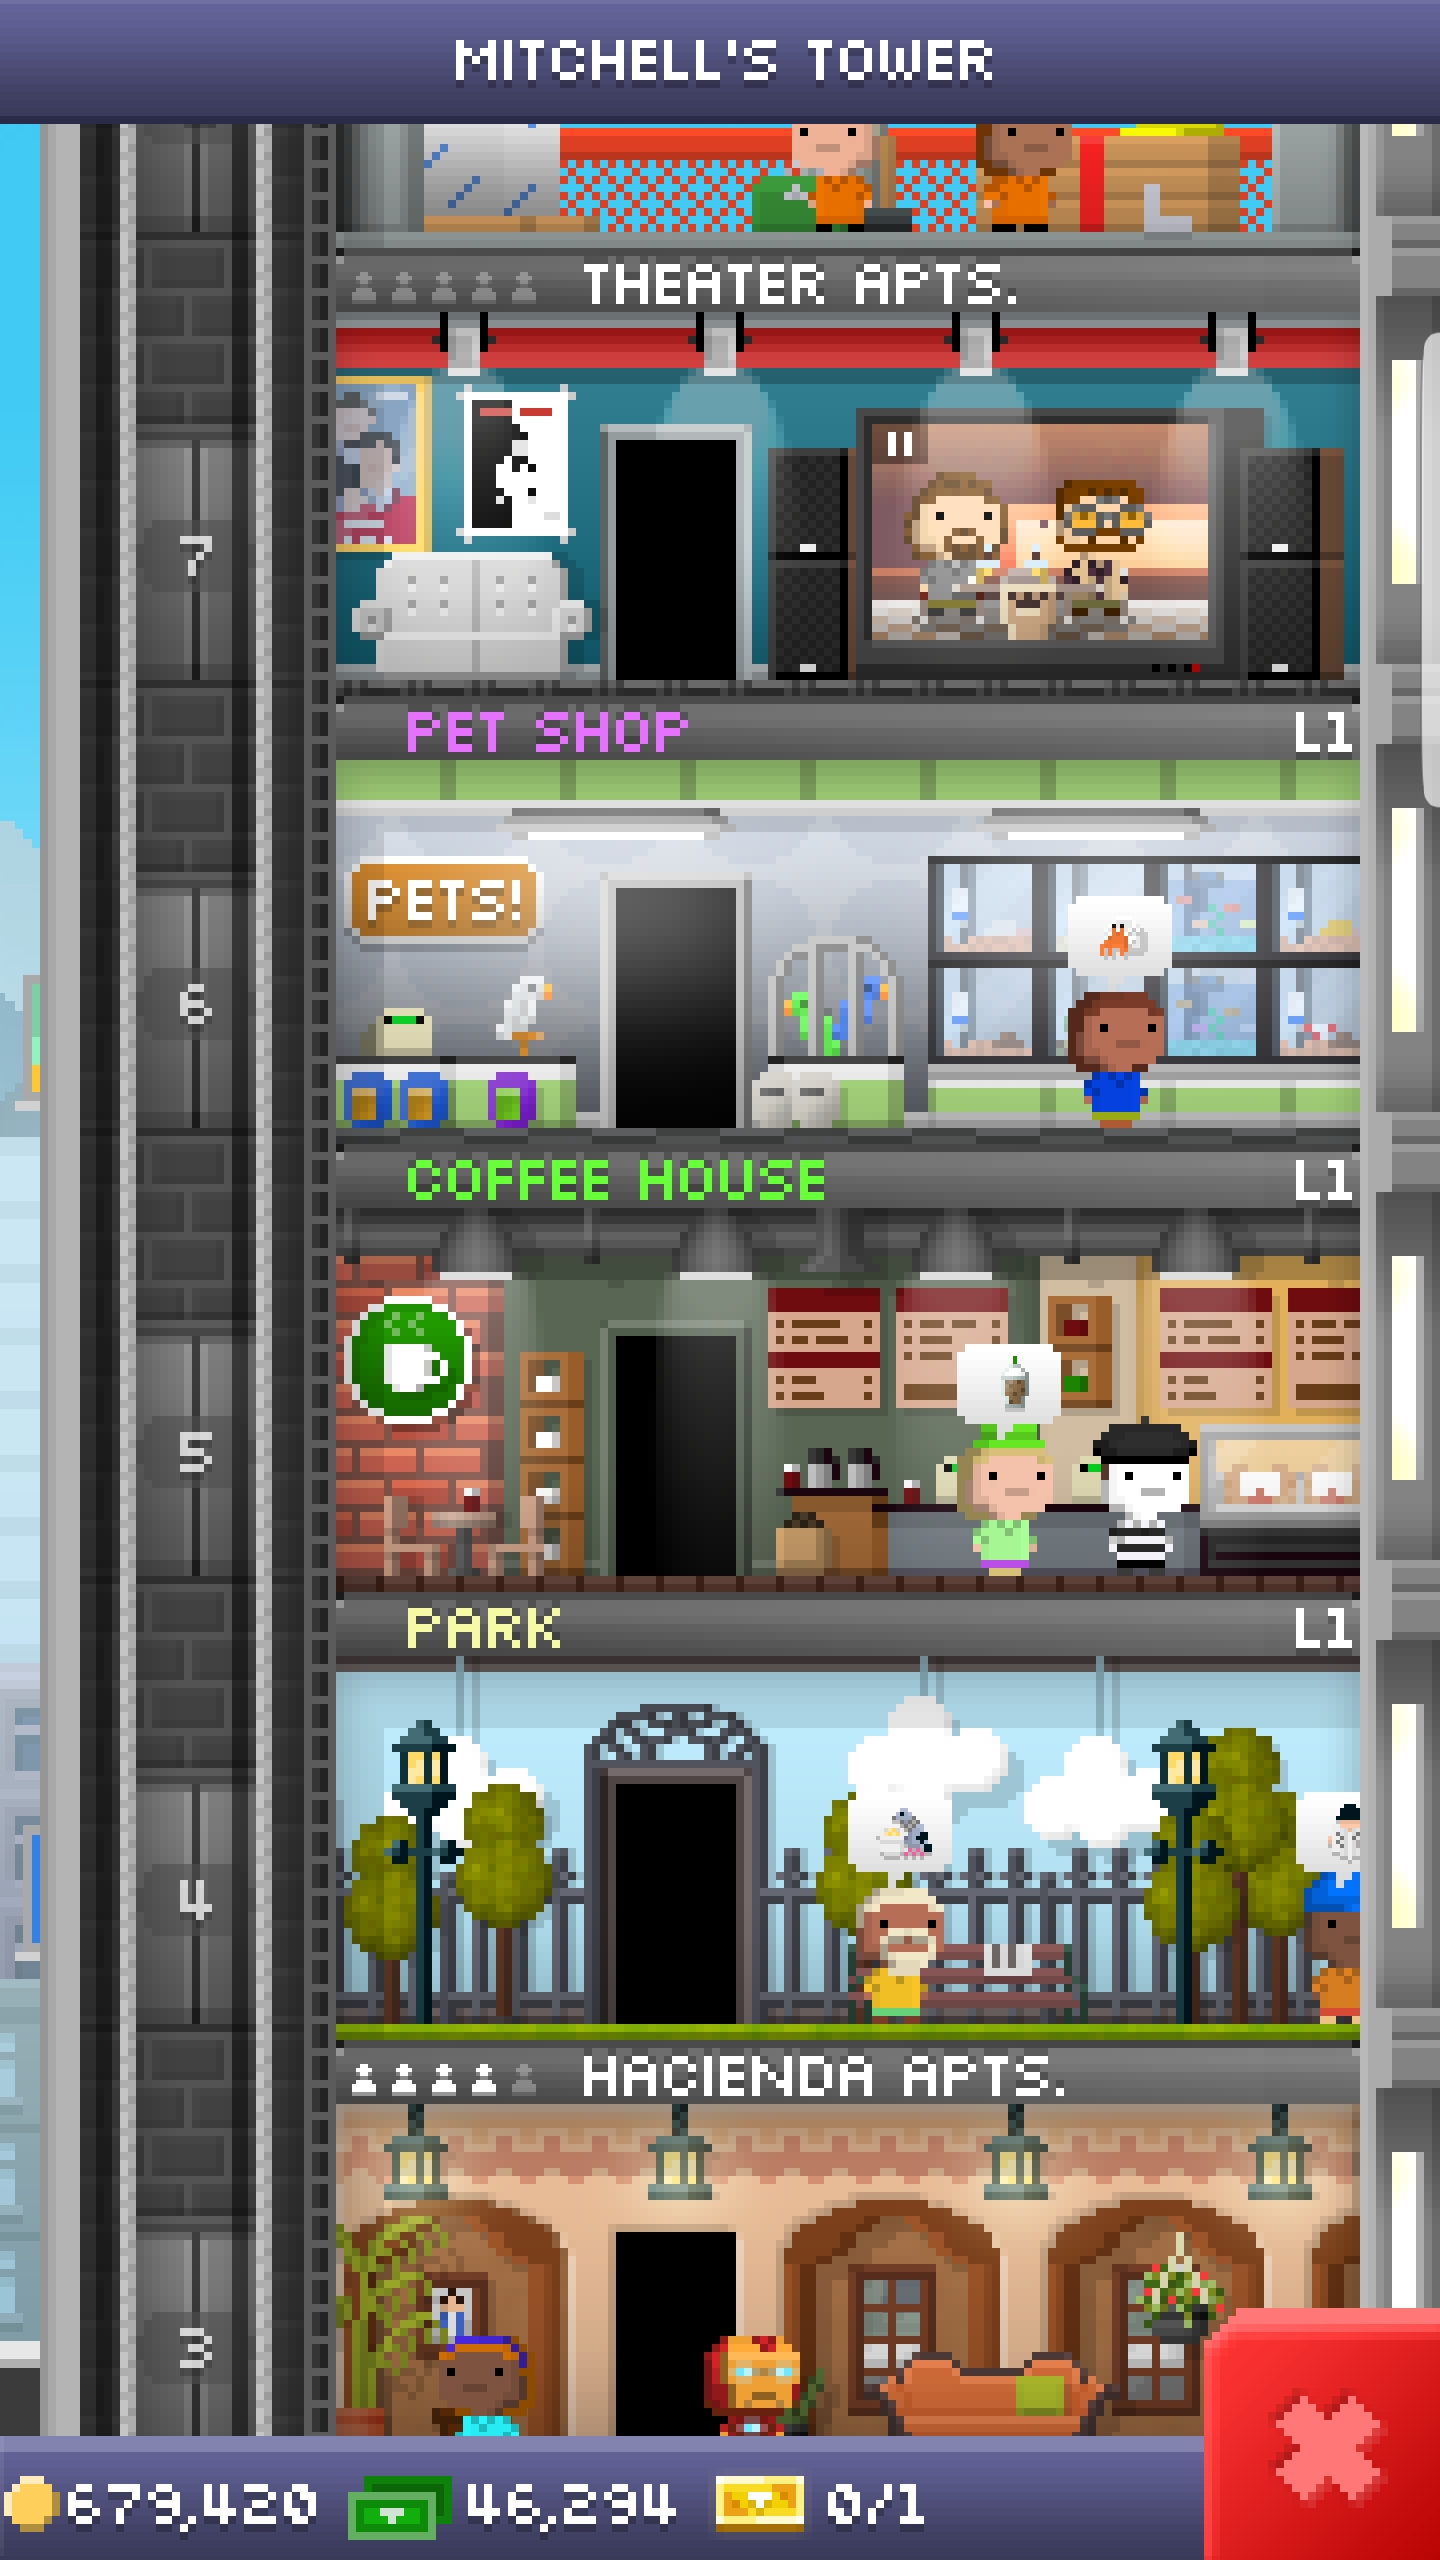 MITCHELL'S TOWER
THEATER APTS.
7
PET SHOP L1
PETS!
6
COFFEE HOUSE L1
5
PARK L1
4
HACIENDA APTS.
3
679,420 46,294 0/1